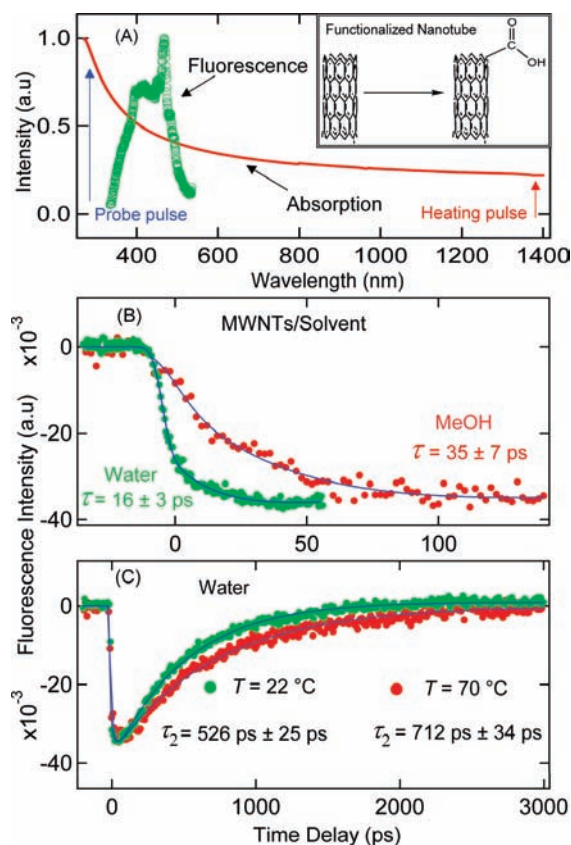 (A)
Functionalized Nanotube
O
OH
Fluorescence
Absorption
Probe pulse
Heating pulse
Intensity (a.u)
1.0
0.5
0.0
400 600 800 1000 1200 1400
Wavelength (nm)
(B)
MWNTs/Solvent
MeOH
τ = 35 ± 7 ps
Water
τ = 16 ± 3 ps
x10⁻³
0
-20
-40
0 50 100
Fluorescence Intensity (a.u)
(C)
Water
T = 22 °C
T = 70 °C
τ₂ = 526 ps ± 25 ps
τ₂ = 712 ps ± 34 ps
0
-20
x10⁻³
-40
0 1000 2000 3000
Time Delay (ps)